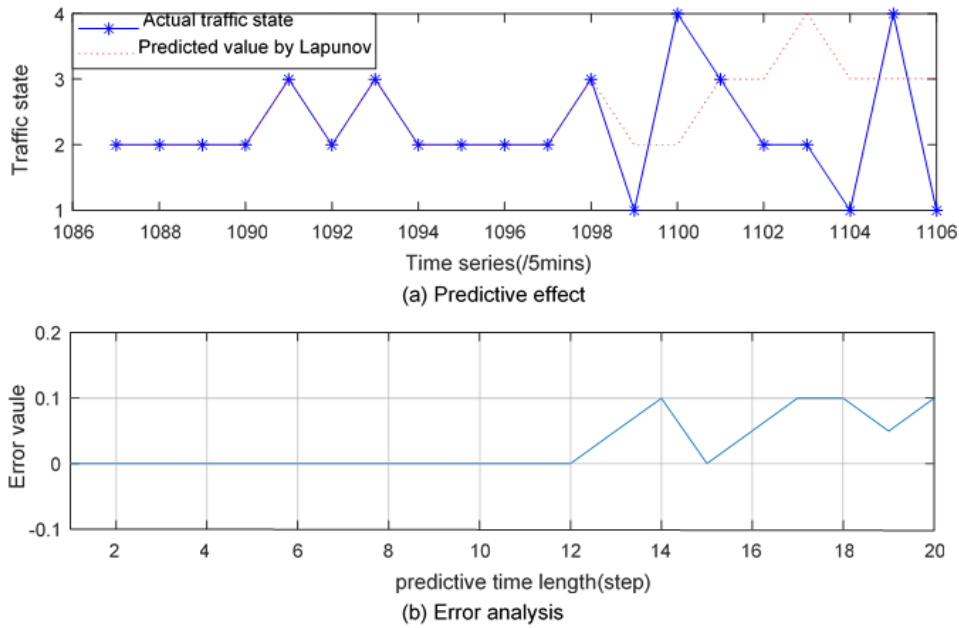 4
Actual traffic state
Predicted value by Lapunov
3
2
1
Traffic state
1086 1088 1090 1092 1094 1096 1098 1100 1102 1104 1106
Time series(/5mins)
(a) Predictive effect
0.2
0.1
0
-0.1
Error vaule
2 4 6 8 10 12 14 16 18 20
predictive time length(step)
(b) Error analysis